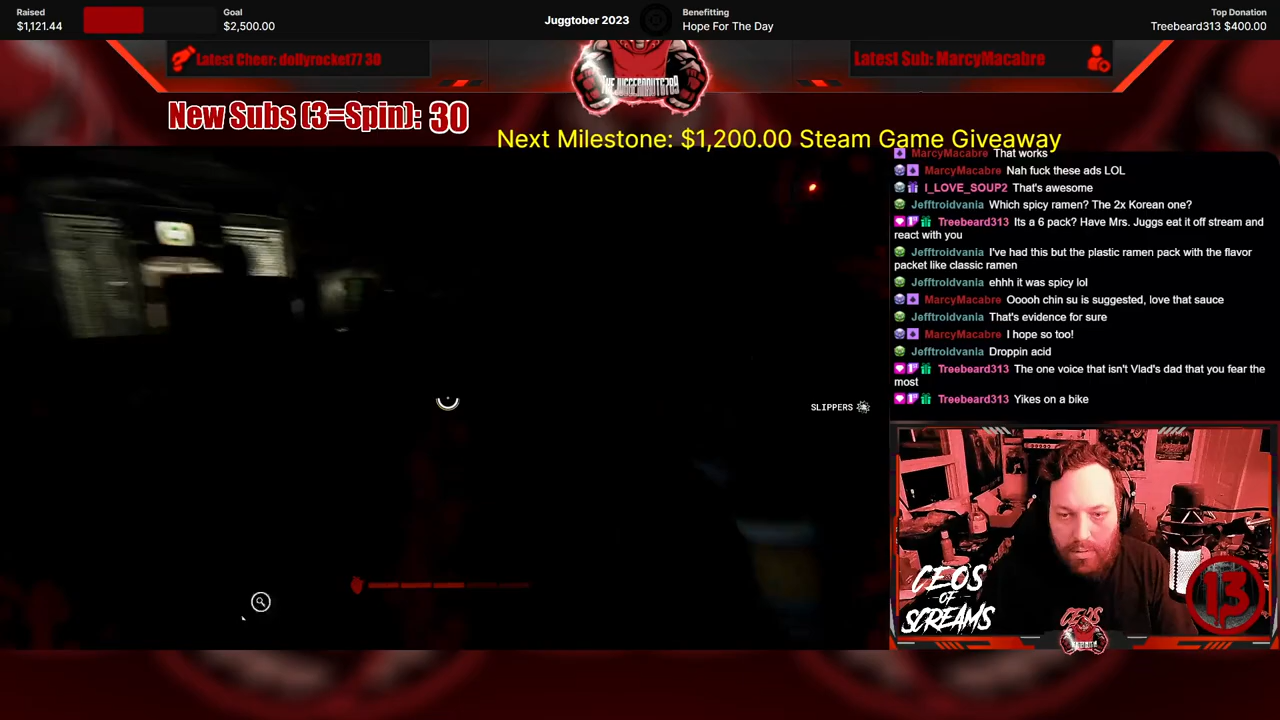 Raised
$1,121.44
Goal
$2,500.00
Juggtober 2023
Benefitting
Hope For The Day
Top Donation
Treebeard313 $400.00
Latest Cheer: dollyrocket77 30
THEJUGGERNAUT6789
Latest Sub: MarcyMacabre
New Subs (3=Spin): 30
Next Milestone: $1,200.00 Steam Game Giveaway
MarcyMacabre That works
MarcyMacabre Nah fuck these ads LOL
I_LOVE_SOUP2 That's awesome
Jefftroidvania Which spicy ramen? The 2x Korean one?
Treebeard313 Its a 6 pack? Have Mrs. Juggs eat it off stream and
react with you
Jefftroidvania I've had this but the plastic ramen pack with the flavor
packet like classic ramen
Jefftroidvania ehhh it was spicy lol
MarcyMacabre Ooooh chin su is suggested, love that sauce
Jefftroidvania That's evidence for sure
MarcyMacabre I hope so too!
Jefftroidvania Droppin acid
Treebeard313 The one voice that isn't Vlad's dad that you fear the
most
Treebeard313 Yikes on a bike
SLIPPERS
CEOS
OF
SCREAMS
13
CEOS